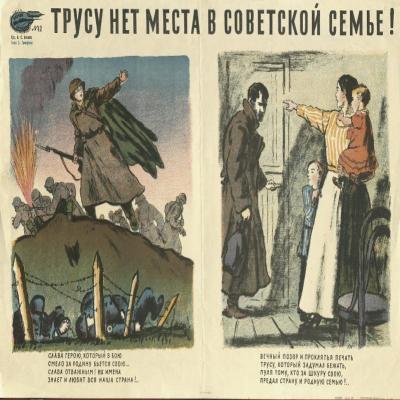 ТРУСУ НЕТ МЕСТА В СОВЕТСКОЙ СЕМЬЕ!
СЛАВА ГЕРОЮ, КОТОРЫЙ В БОЮ
СМЕЛО ЗА РОДИНУ БЬЕТСЯ СВОЮ...
СЛАВА ОТВАЖНЫМ! ИХ ИМЕНА
ЗНАЕТ И ЛЮБИТ ВСЯ НАША СТРАНА!..
ВЕЧНЫЙ ПОЗОР И ПРОКЛЯТЬЯ ПЕЧАТЬ
ТРУСУ, КОТОРЫЙ ЗАДУМАЛ БЕЖАТЬ,
ПУЛЯ ТОМУ, КТО ЗА ШКУРУ СВОЮ,
ПРЕДАЛ СТРАНУ И РОДНУЮ СЕМЬЮ!..